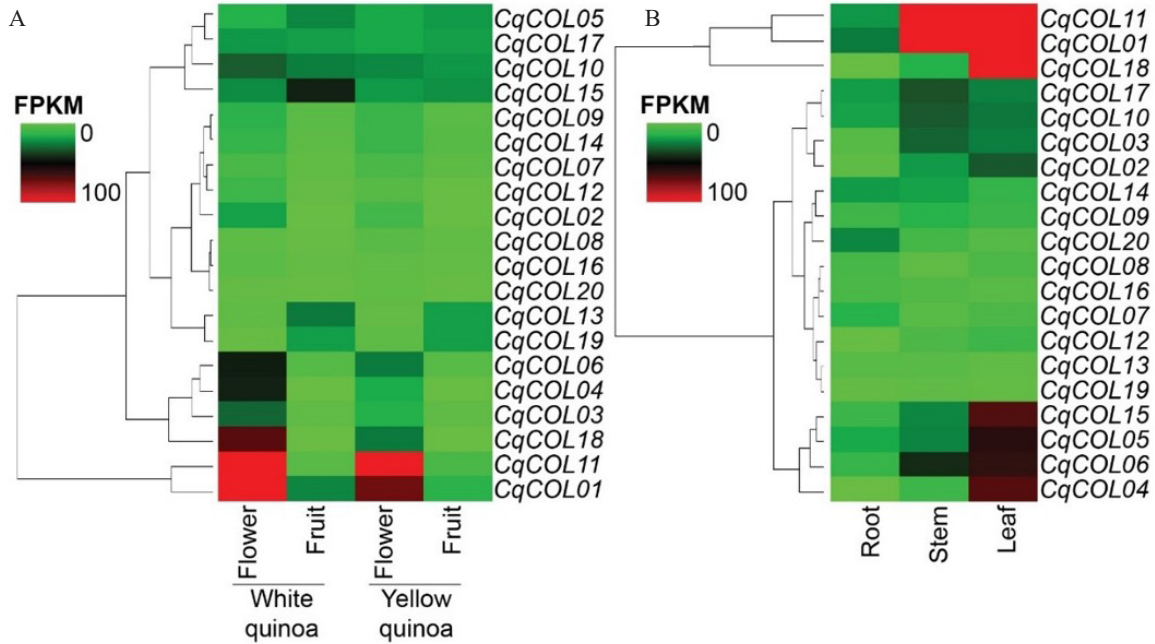 A
FPKM
0
100
CqCOL05
CqCOL17
CqCOL10
CqCOL15
CqCOL09
CqCOL14
CqCOL07
CqCOL12
CqCOL02
CqCOL08
CqCOL16
CqCOL20
CqCOL13
CqCOL19
CqCOL06
CqCOL04
CqCOL03
CqCOL18
CqCOL11
CqCOL01
Flower
Fruit
Flower
Fruit
White quinoa
Yellow quinoa
B
FPKM
0
100
CqCOL11
CqCOL01
CqCOL18
CqCOL17
CqCOL10
CqCOL03
CqCOL02
CqCOL14
CqCOL09
CqCOL20
CqCOL08
CqCOL16
CqCOL07
CqCOL12
CqCOL13
CqCOL19
CqCOL15
CqCOL05
CqCOL06
CqCOL04
Root
Stem
Leaf